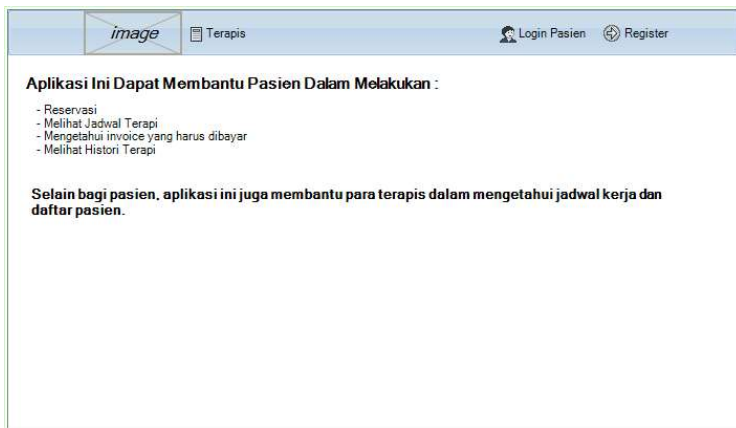 image Terapis Login Pasien Register
Aplikasi Ini Dapat Membantu Pasien Dalam Melakukan :
- Reservasi
- Melihat Jadwal Terapi
- Mengetahui invoice yang harus dibayar
- Melihat Histori Terapi
Selain bagi pasien, aplikasi ini juga membantu para terapis dalam mengetahui jadwal kerja dan
daftar pasien.